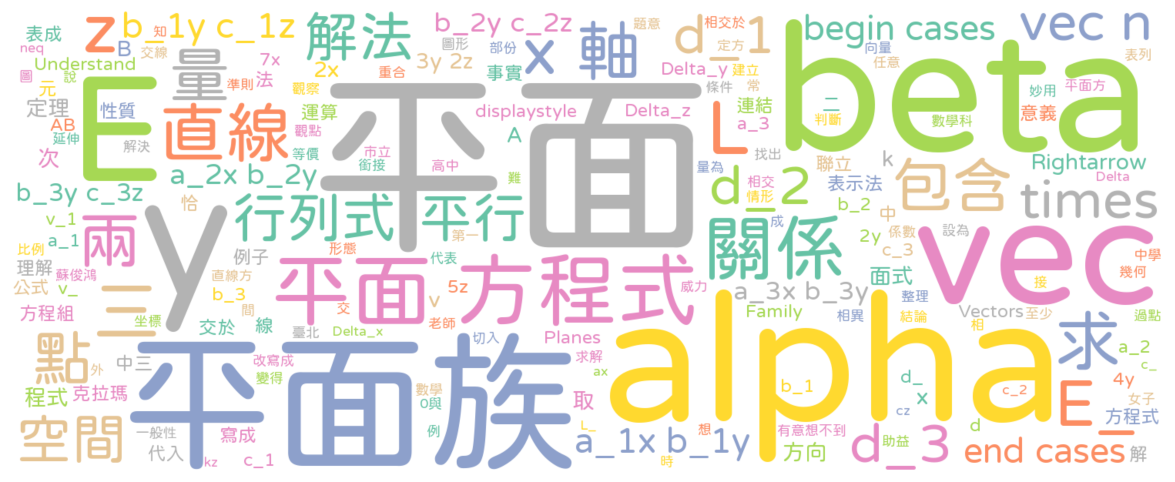 表成 z b_1y c_1z 解法 b_2y c_2z d_1 begin cases vec n
neq 知 交線 B 量 圖形 部份 x 軸 題意 相交於 定方 向量 任意 表列
Understand 7x 2x 重合 3y 2z 事實 Delta_y 建立 beta
圖 說 元 準則 法 觀察 條件 常 平面方
定理 性質 E 直線 運算 平面 displaystyle Delta_z L 連結 二 妙用 意義
AB 延伸 觀點 A a_3 判斷 數學科
次 解決 等價 市立 銜接 高中 量為 找出 聯立 k Rightarrow
b_3y c_3z a_2x b_2y 難 相交 情形 d_2 表示法 包含 Delta
v_1 恰 y 行列式 平行 成 b_2 中 times
兩 a_1 例子 第一 關係 2y 係數 設為 vec
比例 理解 蘇俊鴻 直線方 形態 代表 c_3 中學
公式 v_ b_3 平面 方程式 5z 威力 a_3x b_3y 面式 幾何 接
方程組 三 間 交 v 整理
坐標 交於 線 臺北 Delta_x 老師 Family 相異 結論 Vectors 至少 過點
點 中三 切入 Planes alpha 相 求 a_2
外 平面族 改寫成 求解 c_
程式 克拉瑪 變得 數學 ax 取 b_1 d_ x c_2 4y
0與 E_ 女子
空間 一般性 寫成 例 L_ 想 有意想不到 cz 方程式
代入 kz c_1 a_1x b_1y 時 方向 助益 d_3 d end cases 解